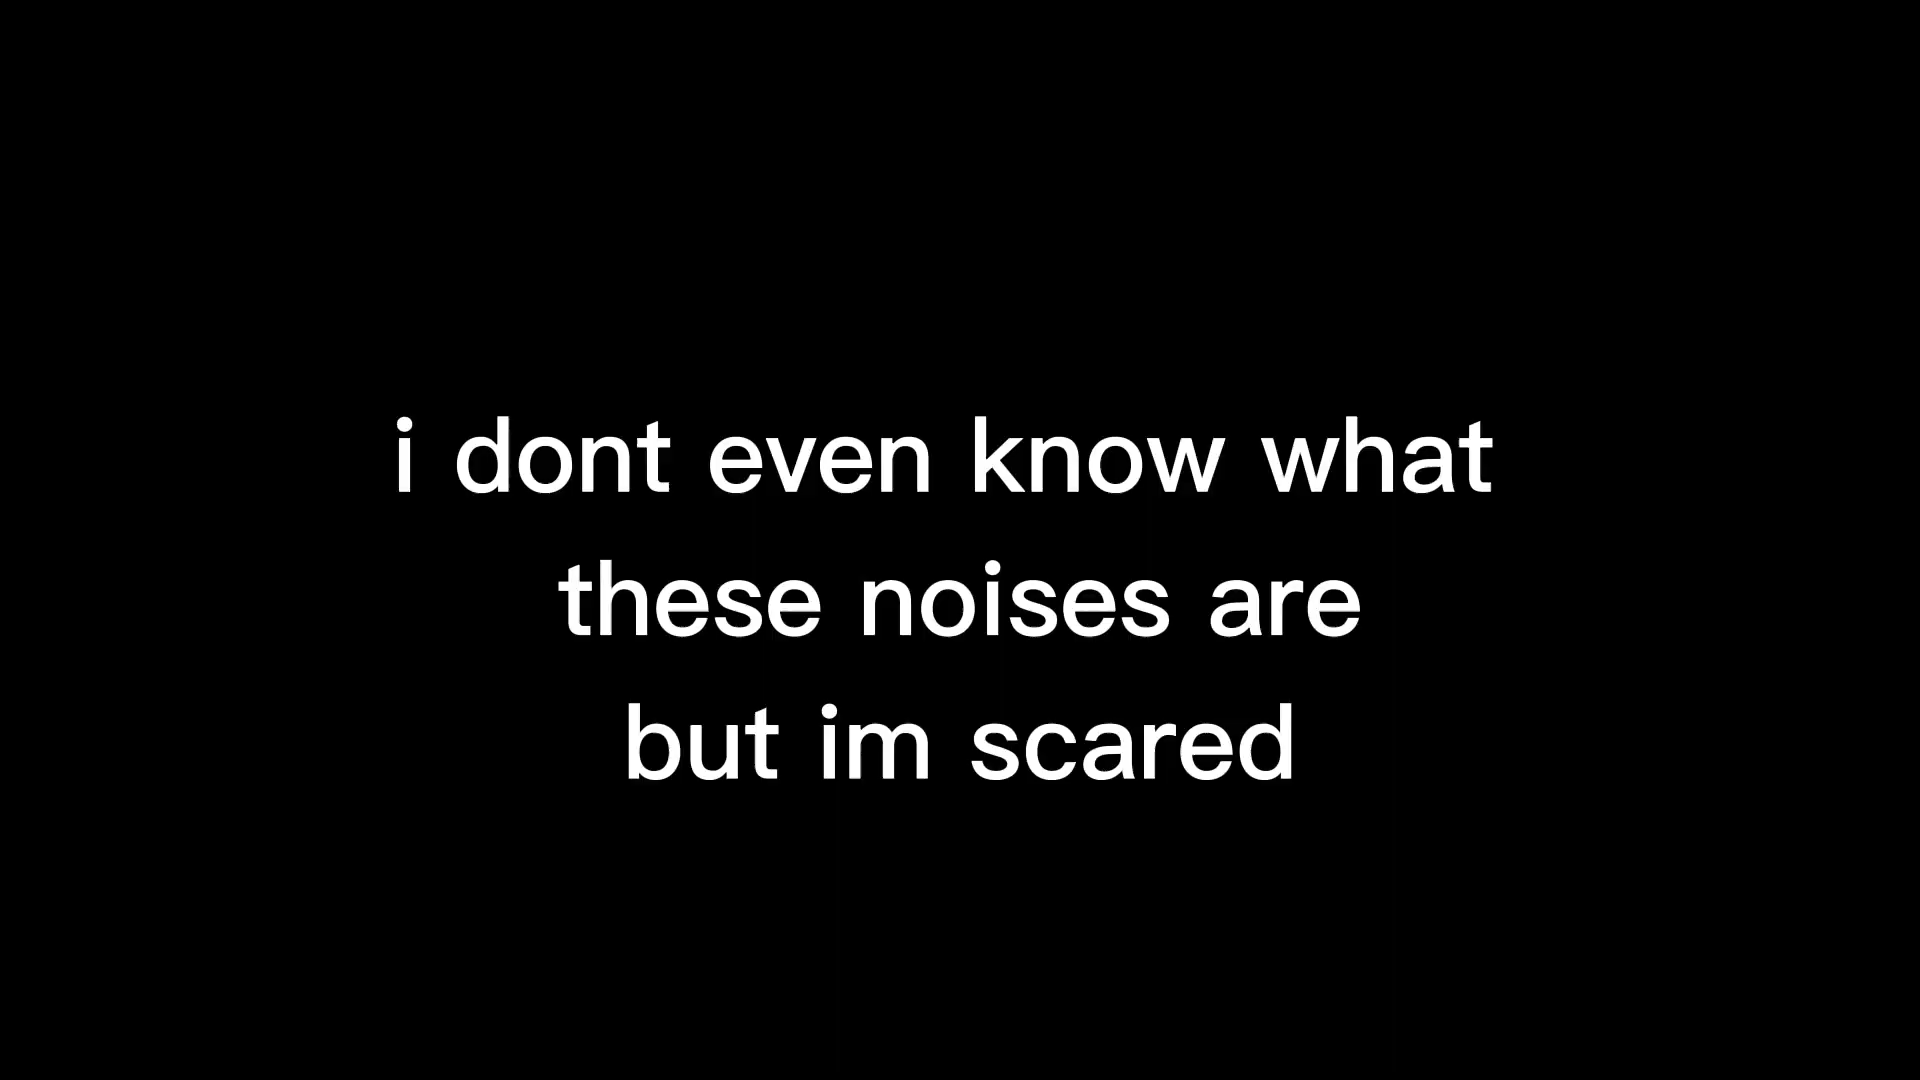 i dont even know what
these noises are
but im scared